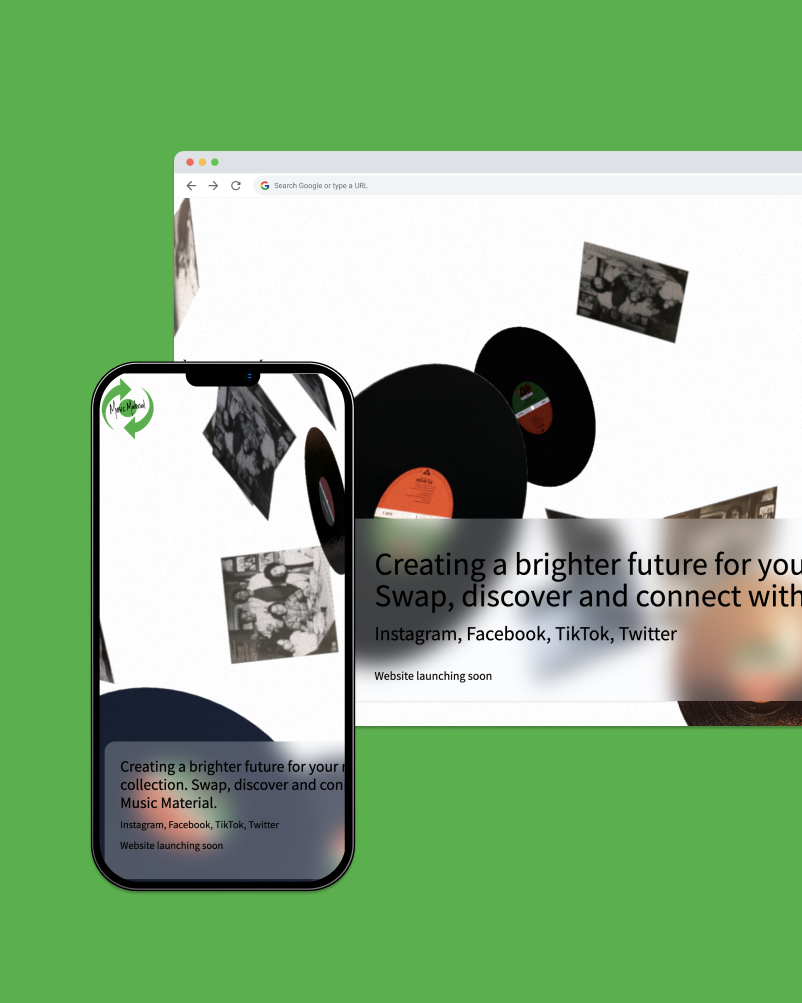 Search Google or type a URL
Creating a brighter future for you
Swap, discover and connect with
Instagram, Facebook, TikTok, Twitter
Website launching soon
Music Material
Creating a brighter future for your
collection. Swap, discover and con
Music Material.
Instagram, Facebook, TikTok, Twitter
Website launching soon